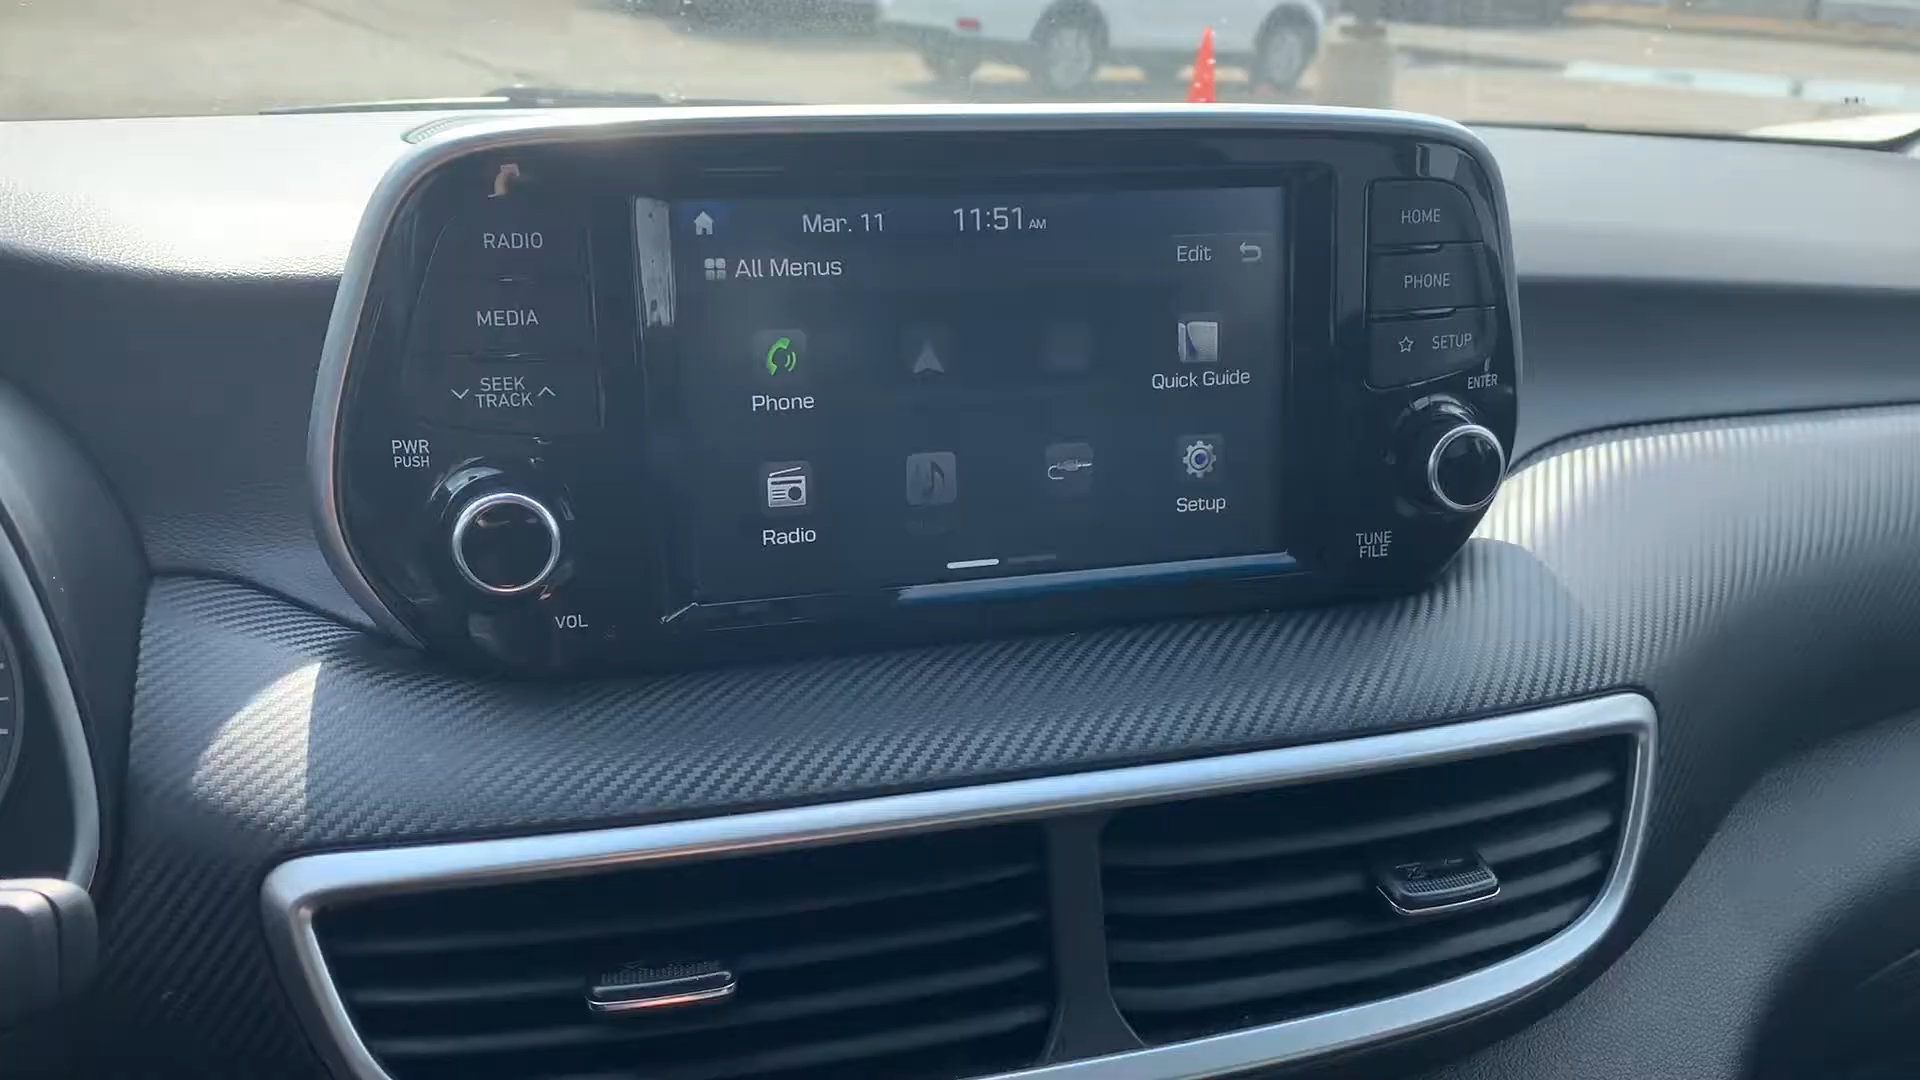 RADIO
MEDIA
SEEK
TRACK
PWR
PUSH
VOL
Mar. 11 11:51 AM
All Menus
Edit
Phone
Quick Guide
Radio
Setup
HOME
PHONE
☆ SETUP
ENTER
TUNE
FILE